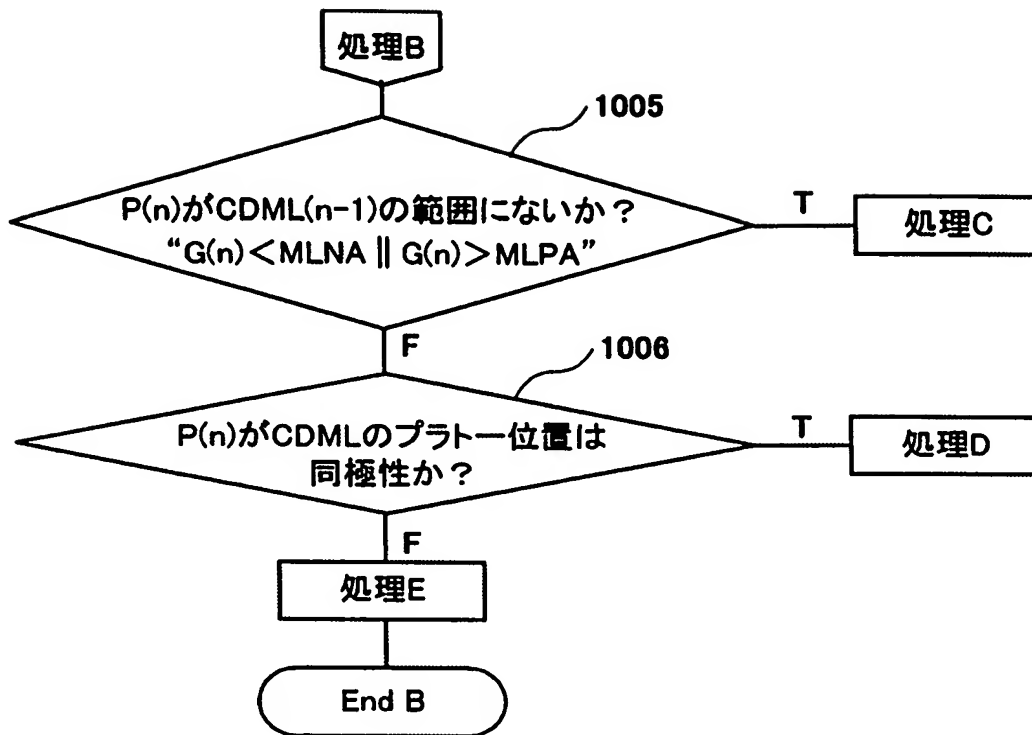 処理B
1005
P(n)がCDML(n-1)の範囲にないか？
“G(n)＜MLNA || G(n)＞MLPA”
T
処理C
F
1006
P(n)がCDMLのプラトー位置は
同極性か？
T
処理D
F
処理E
End B